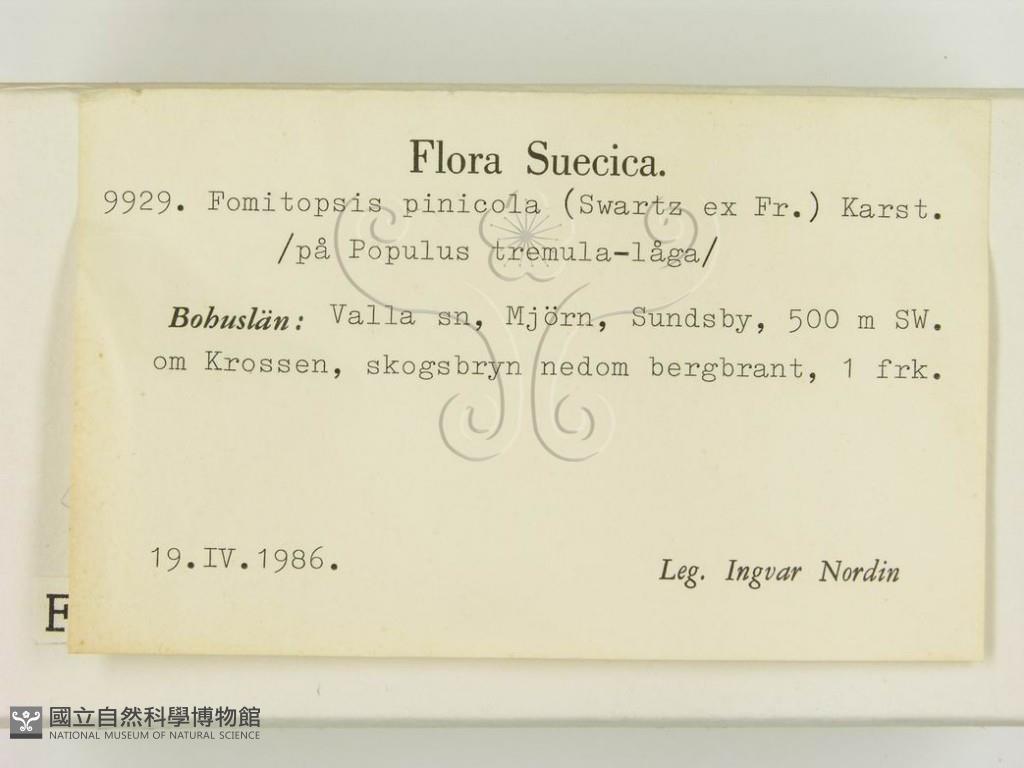 Flora Suecica.
9929. Fomitopsis pinicola (Swartz ex Fr.) Karst.
/på Populus tremula-låga/
Bohuslän: Valla sn, Mjörn, Sundsby, 500 m SW.
om Krossen, skogsbryn nedom bergbrant, 1 frk.
19.IV.1986.
Leg. Ingvar Nordin
F
國立自然科學博物館
NATIONAL MUSEUM OF NATURAL SCIENCE